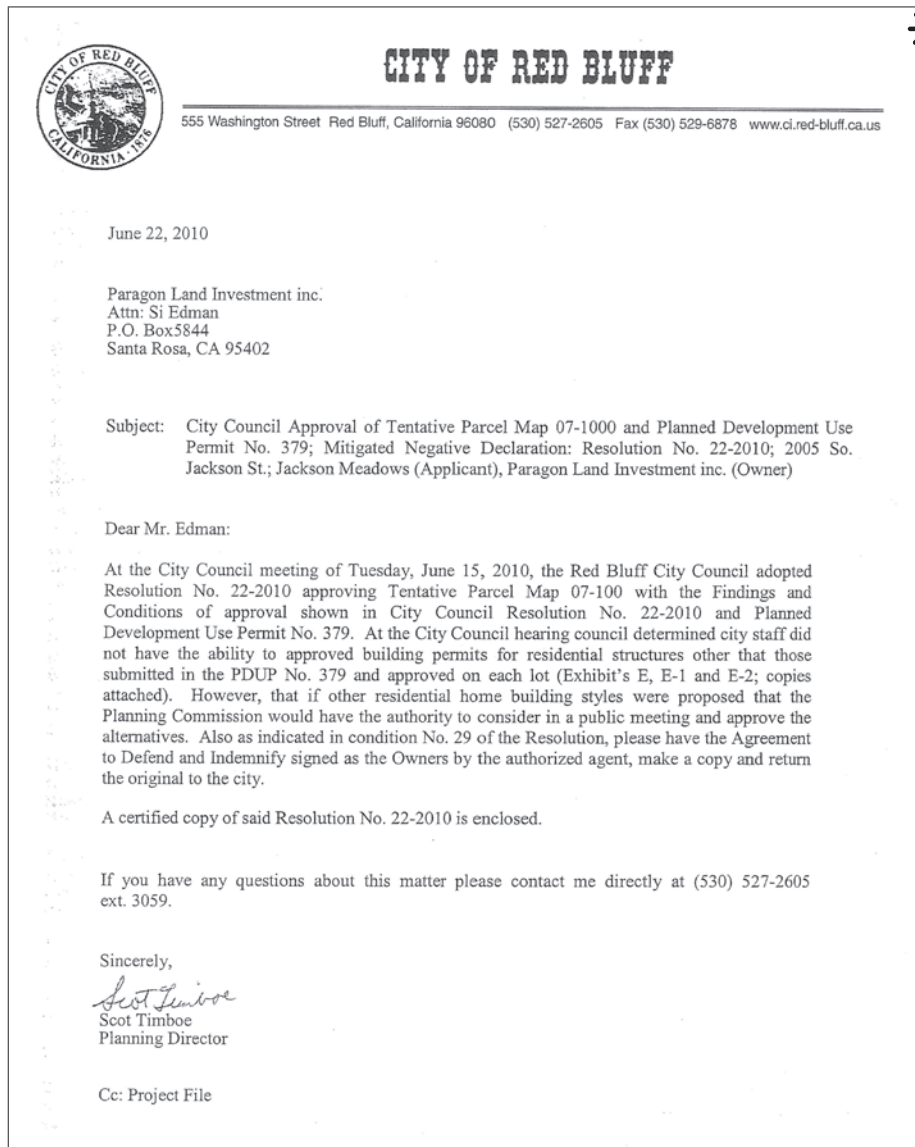 CITY OF RED BLUFF
CALIFORNIA · 1876
CITY OF RED BLUFF
555 Washington Street Red Bluff, California 96080 (530) 527-2605 Fax (530) 529-6878 www.ci.red-bluff.ca.us
June 22, 2010
Paragon Land Investment inc.
Attn: Si Edman
P.O. Box5844
Santa Rosa, CA 95402
Subject: City Council Approval of Tentative Parcel Map 07-1000 and Planned Development Use
Permit No. 379; Mitigated Negative Declaration: Resolution No. 22-2010; 2005 So.
Jackson St.; Jackson Meadows (Applicant), Paragon Land Investment inc. (Owner)
Dear Mr. Edman:
At the City Council meeting of Tuesday, June 15, 2010, the Red Bluff City Council adopted
Resolution No. 22-2010 approving Tentative Parcel Map 07-100 with the Findings and
Conditions of approval shown in City Council Resolution No. 22-2010 and Planned
Development Use Permit No. 379. At the City Council hearing council determined city staff did
not have the ability to approved building permits for residential structures other that those
submitted in the PDUP No. 379 and approved on each lot (Exhibit's E, E-1 and E-2; copies
attached). However, that if other residential home building styles were proposed that the
Planning Commission would have the authority to consider in a public meeting and approve the
alternatives. Also as indicated in condition No. 29 of the Resolution, please have the Agreement
to Defend and Indemnify signed as the Owners by the authorized agent, make a copy and return
the original to the city.
A certified copy of said Resolution No. 22-2010 is enclosed.
If you have any questions about this matter please contact me directly at (530) 527-2605
ext. 3059.
Sincerely,
Scot Timboe
Scot Timboe
Planning Director
Cc: Project File